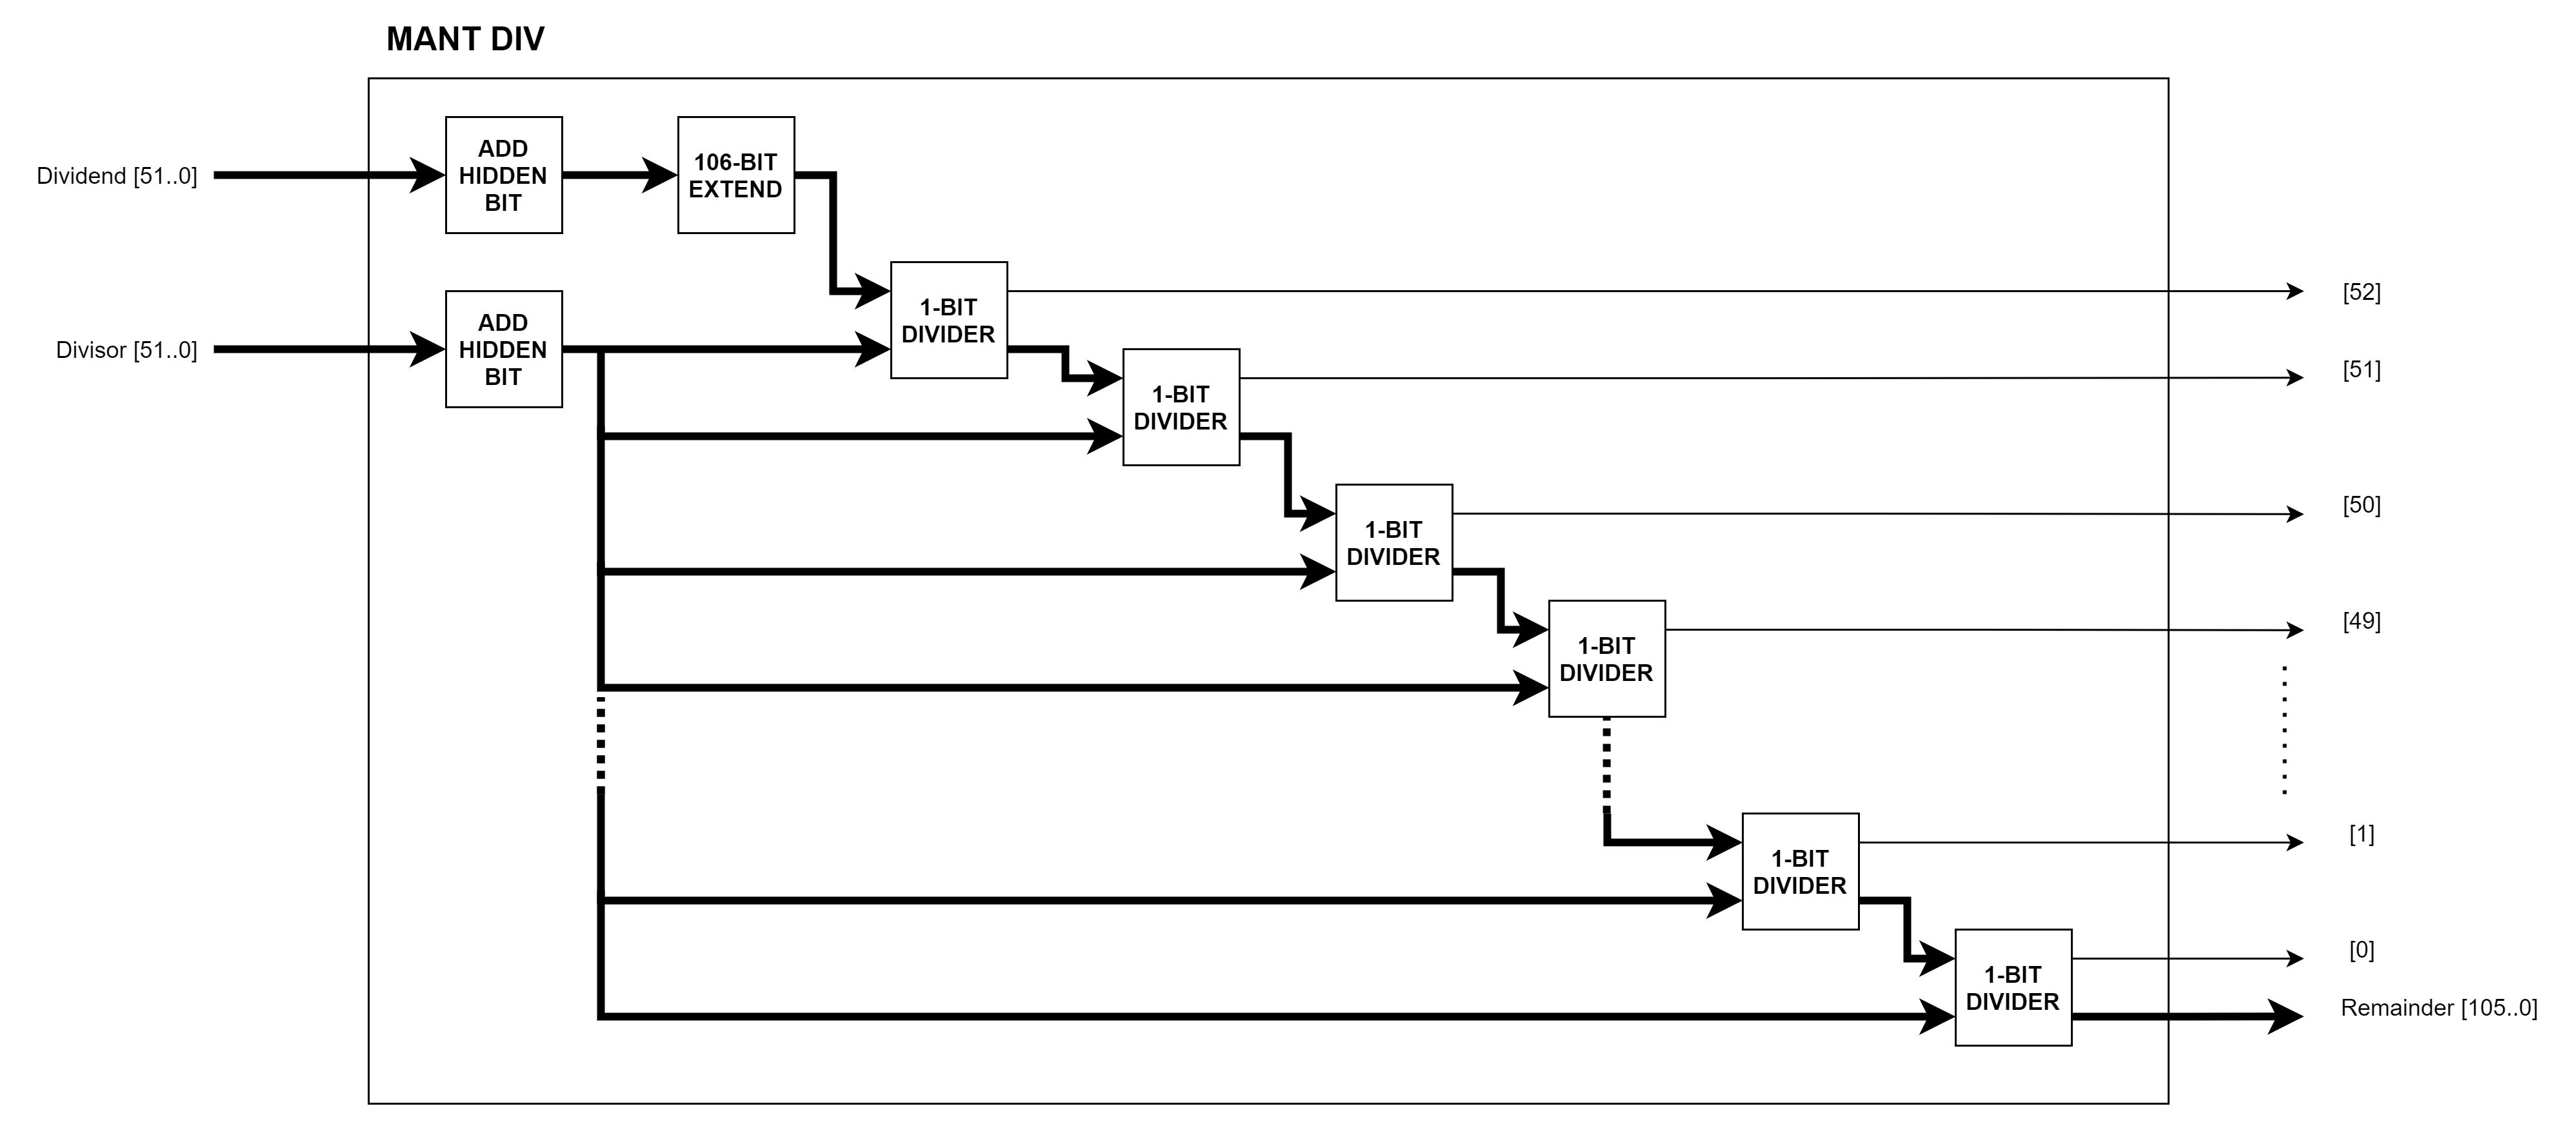 MANT DIV
Dividend [51..0]
ADD
HIDDEN
BIT
106-BIT
EXTEND
Divisor [51..0]
ADD
HIDDEN
BIT
1-BIT
DIVIDER
[52]
1-BIT
DIVIDER
[51]
1-BIT
DIVIDER
[50]
1-BIT
DIVIDER
[49]
1-BIT
DIVIDER
[1]
1-BIT
DIVIDER
[0]
Remainder [105..0]